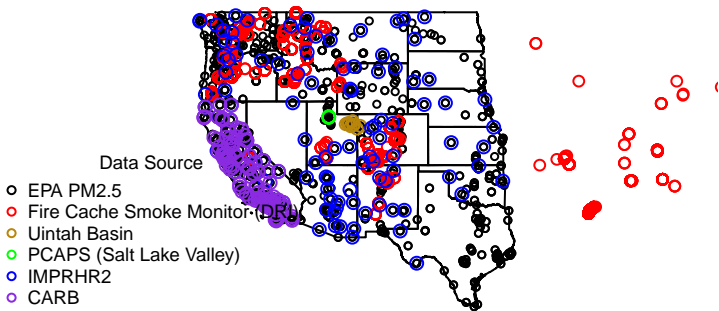 Data Source
EPA PM2.5
Fire Cache Smoke Monitor (DRI)
Uintah Basin
PCAPS (Salt Lake Valley)
IMPRHR2
CARB